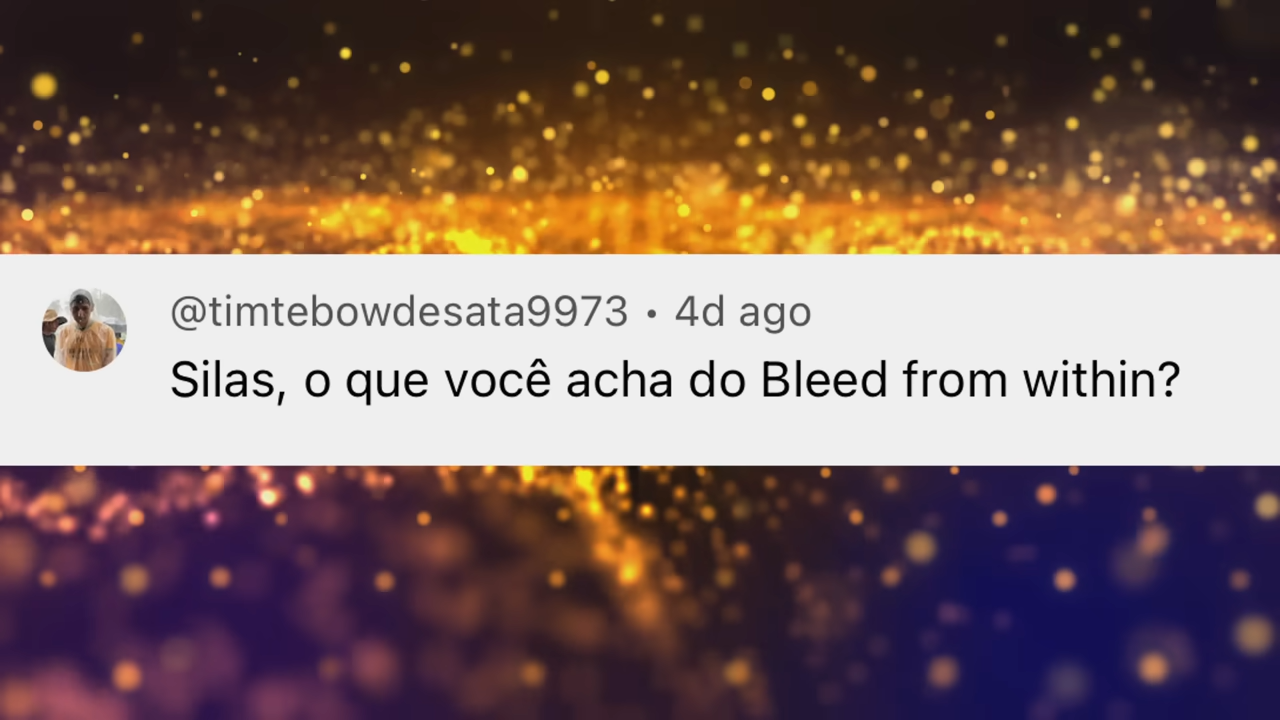 @timtebowdesata9973 • 4d ago
Silas, o que você acha do Bleed from within?